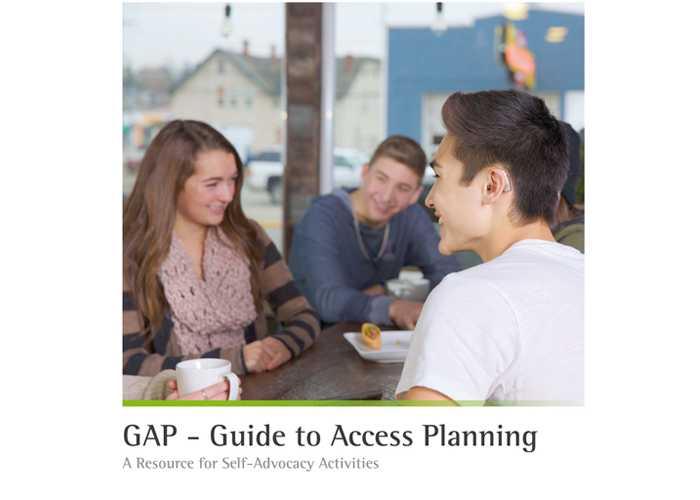 GAP - Guide to Access Planning
A Resource for Self-Advocacy Activities